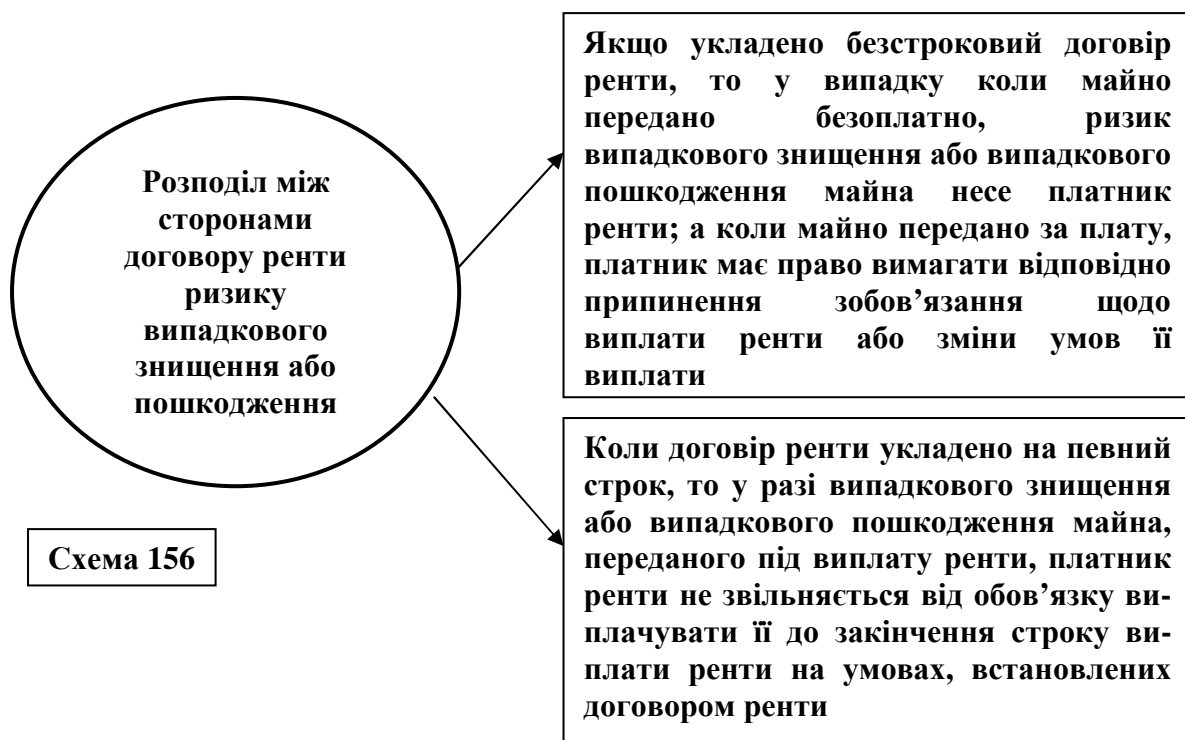 Розподіл між
сторонами
договору ренти
ризику
випадкового
знищення або
пошкодження
Якщо укладено безстроковий договір
ренти, то у випадку коли майно
передано безоплатно, ризик
випадкового знищення або випадкового
пошкодження майна несе платник
ренти; а коли майно передано за плату,
платник має право вимагати відповідно
припинення зобов’язання щодо
виплати ренти або зміни умов її
виплати
Коли договір ренти укладено на певний
строк, то у разі випадкового знищення
або випадкового пошкодження майна,
переданого під виплату ренти, платник
ренти не звільняється від обов’язку ви-
плачувати її до закінчення строку ви-
плати ренти на умовах, встановлених
договором ренти
Схема 156